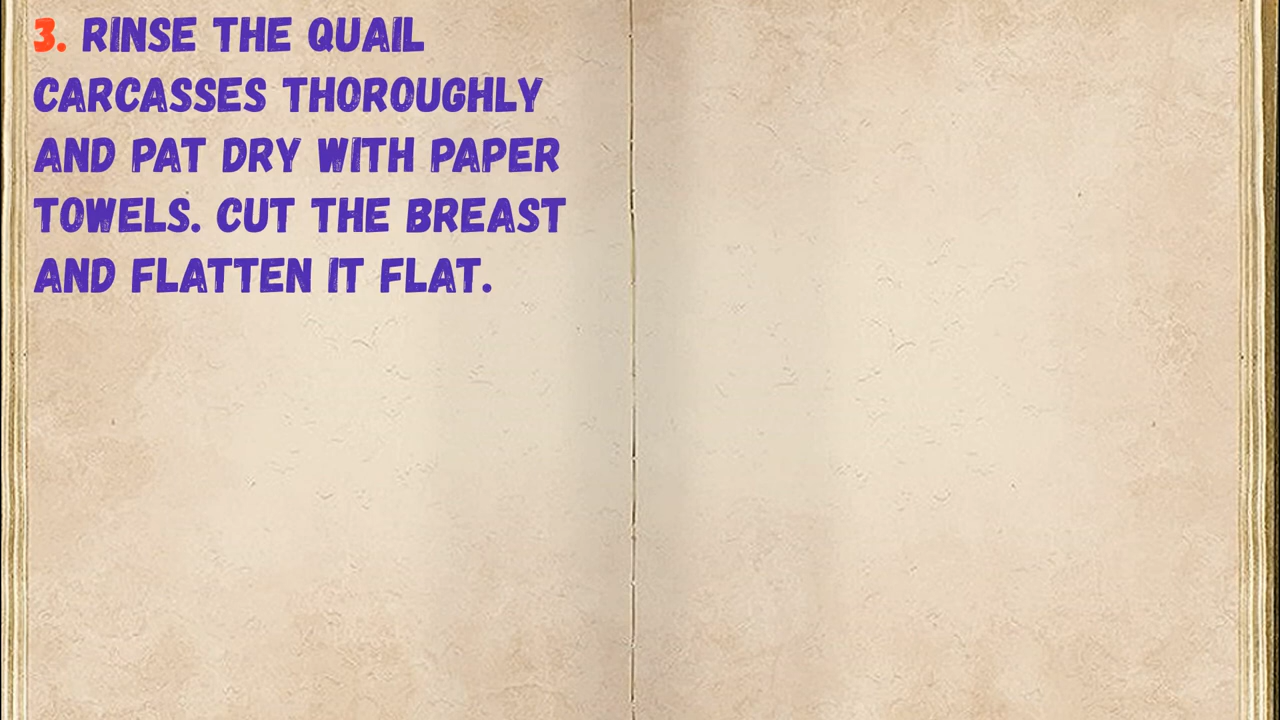 3. RINSE THE QUAIL
CARCASSES THOROUGHLY
AND PAT DRY WITH PAPER
TOWELS. CUT THE BREAST
AND FLATTEN IT FLAT.